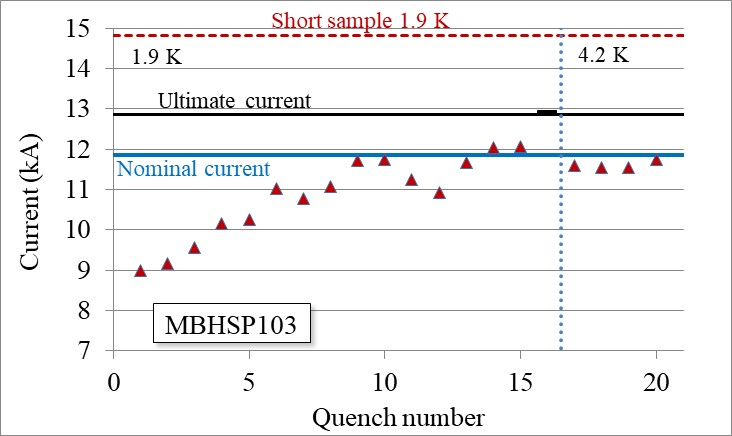 Short sample 1.9 K
15
14
13
12
11
10
9
8
7
Current (kA)
1.9 K
4.2 K
Ultimate current
Nominal current
MBHSP103
0
5
10
15
20
Quench number